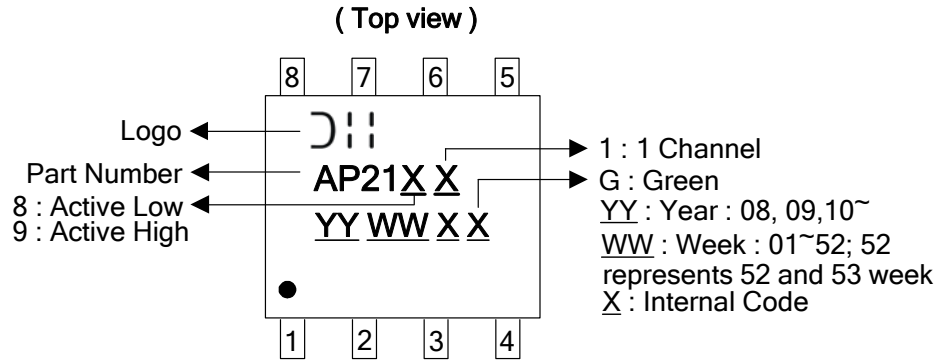 ( Top view )
8 7 6 5
Logo
Part Number
8 : Active Low
9 : Active High
AP21X X
YY WW X X
1 : 1 Channel
G : Green
YY : Year : 08, 09,10~
WW : Week : 01~52; 52
represents 52 and 53 week
X : Internal Code
1 2 3 4